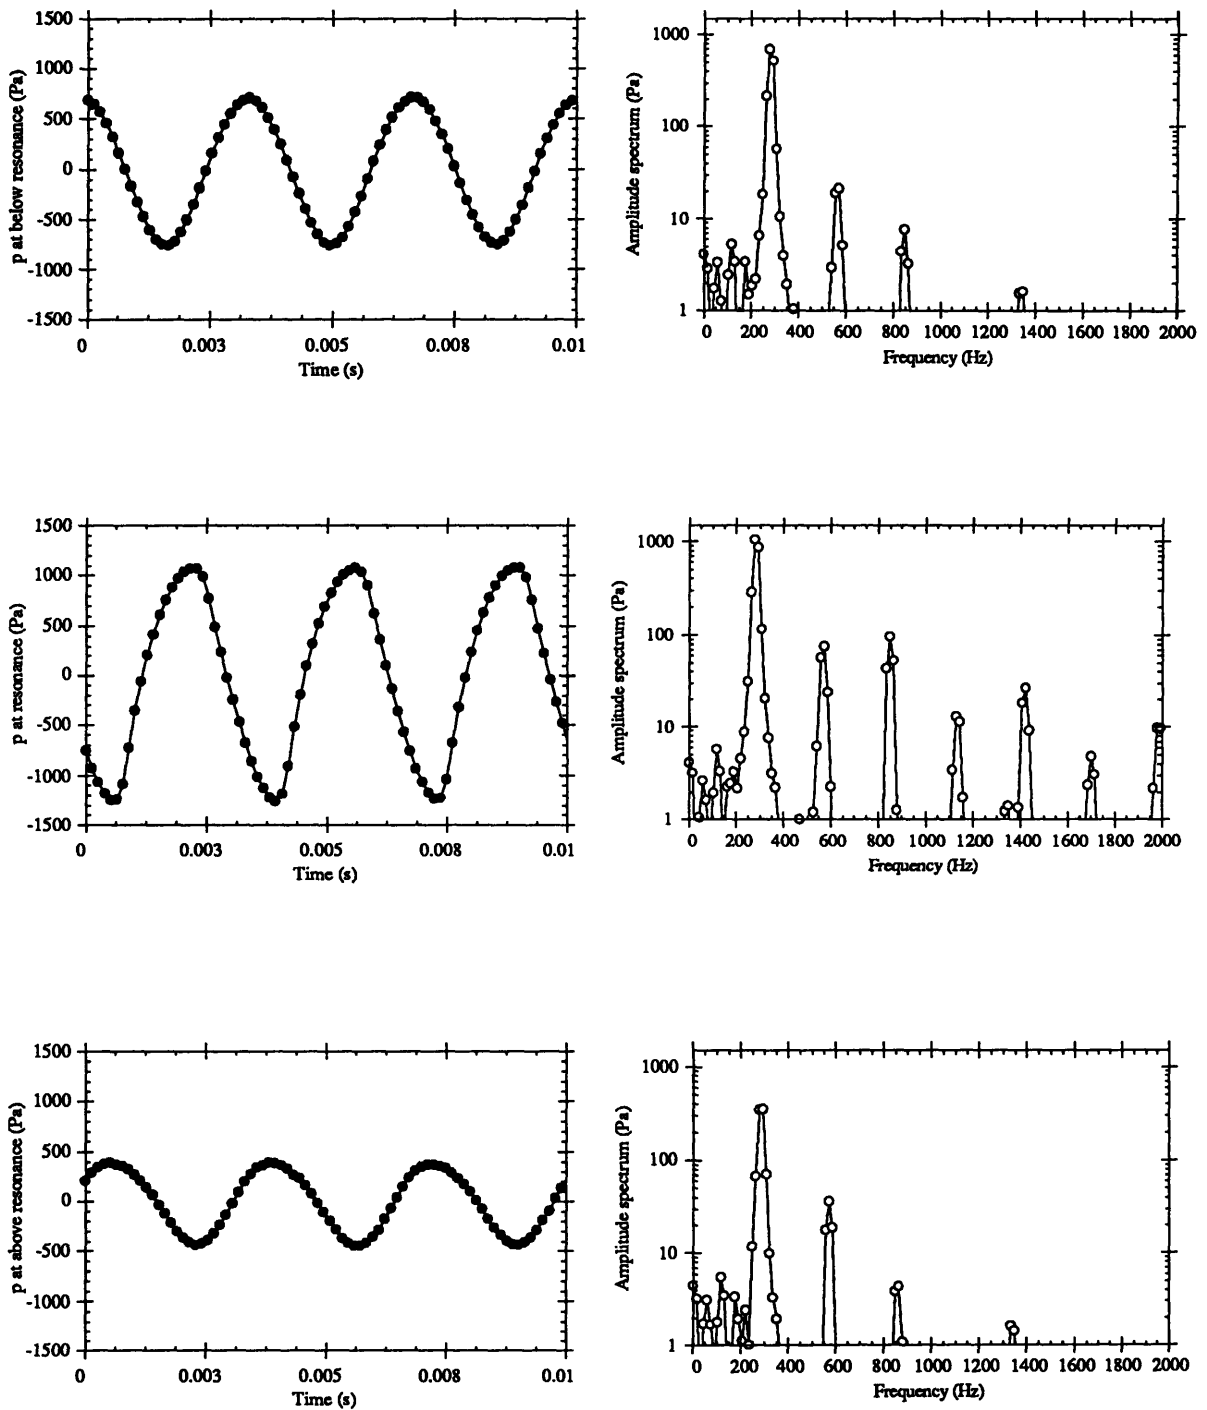 p at below resonance (Pa)
1500
1000
500
0
-500
-1000
-1500
0 0.003 0.005 0.008 0.01
Time (s)
Amplitude spectrum (Pa)
1000
100
10
1
0 200 400 600 800 1000 1200 1400 1600 1800 2000
Frequency (Hz)
p at resonance (Pa)
1500
1000
500
0
-500
-1000
-1500
0 0.003 0.005 0.008 0.01
Time (s)
Amplitude spectrum (Pa)
1000
100
10
1
0 200 400 600 800 1000 1200 1400 1600 1800 2000
Frequency (Hz)
p at above resonance (Pa)
1500
1000
500
0
-500
-1000
-1500
0 0.003 0.005 0.008 0.01
Time (s)
Amplitude spectrum (Pa)
1000
100
10
1
0 200 400 600 800 1000 1200 1400 1600 1800 2000
Frequency (Hz)